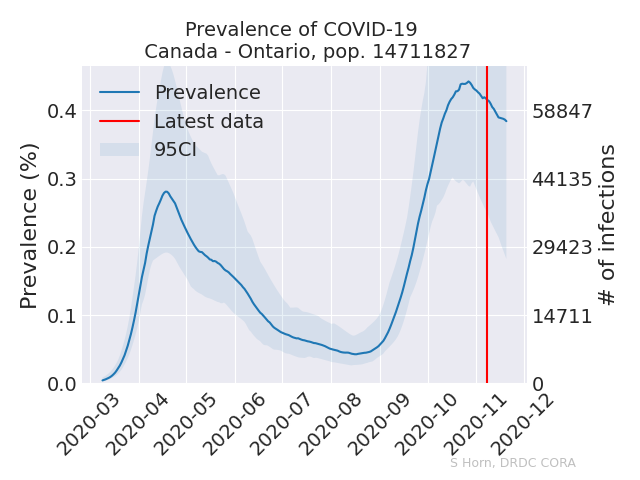 Prevalence of COVID-19
Canada - Ontario, pop. 14711827
Prevalence
Latest data
95CI
Prevalence (%)
0.4
0.3
0.2
0.1
0.0
58847
44135
29423
14711
0
# of infections
2020-03
2020-04
2020-05
2020-06
2020-07
2020-08
2020-09
2020-10
2020-11
2020-12
S Horn, DRDC CORA